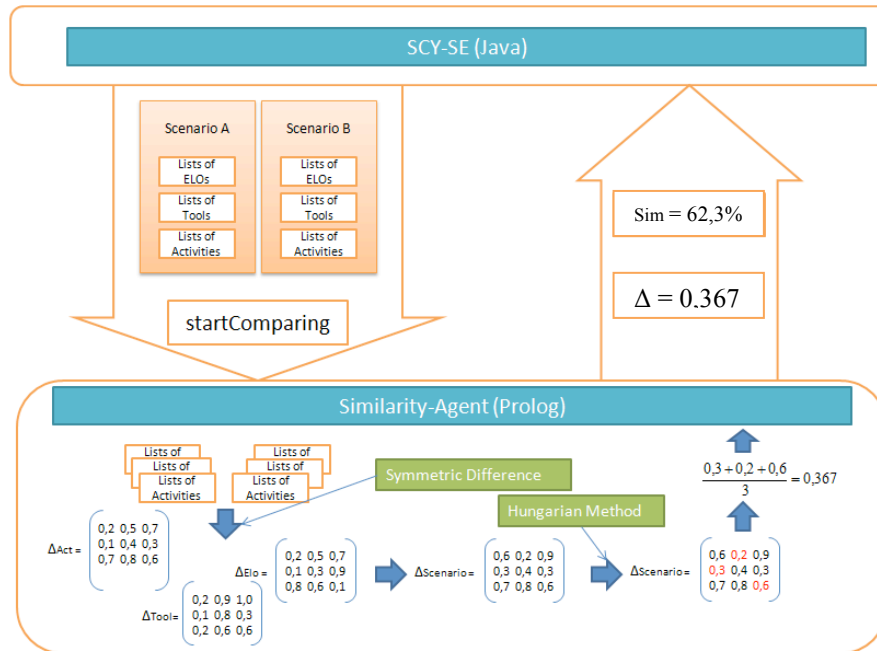 SCY-SE (Java)
Scenario A
Lists of
ELOs
Lists of
Tools
Lists of
Activities
Scenario B
Lists of
ELOs
Lists of
Tools
Lists of
Activities
startComparing
Sim = 62,3%
Δ = 0,367
Similarity-Agent (Prolog)
Lists of
Lists of
Lists of
Activities
Lists of
Lists of
Lists of
Activities
Symmetric Difference
Hungarian Method
0,3 + 0,2 + 0,6
3
= 0,367
ΔAct =
0,2 0,5 0,7
0,1 0,4 0,3
0,7 0,8 0,6
ΔTool=
0,2 0,9 1,0
0,1 0,8 0,3
0,2 0,6 0,6
ΔElo =
0,2 0,5 0,7
0,1 0,3 0,9
0,8 0,6 0,1
ΔScenario=
0,6 0,2 0,9
0,3 0,4 0,3
0,7 0,8 0,6
ΔScenario=
0,6 0,2 0,9
0,3 0,4 0,3
0,7 0,8 0,6